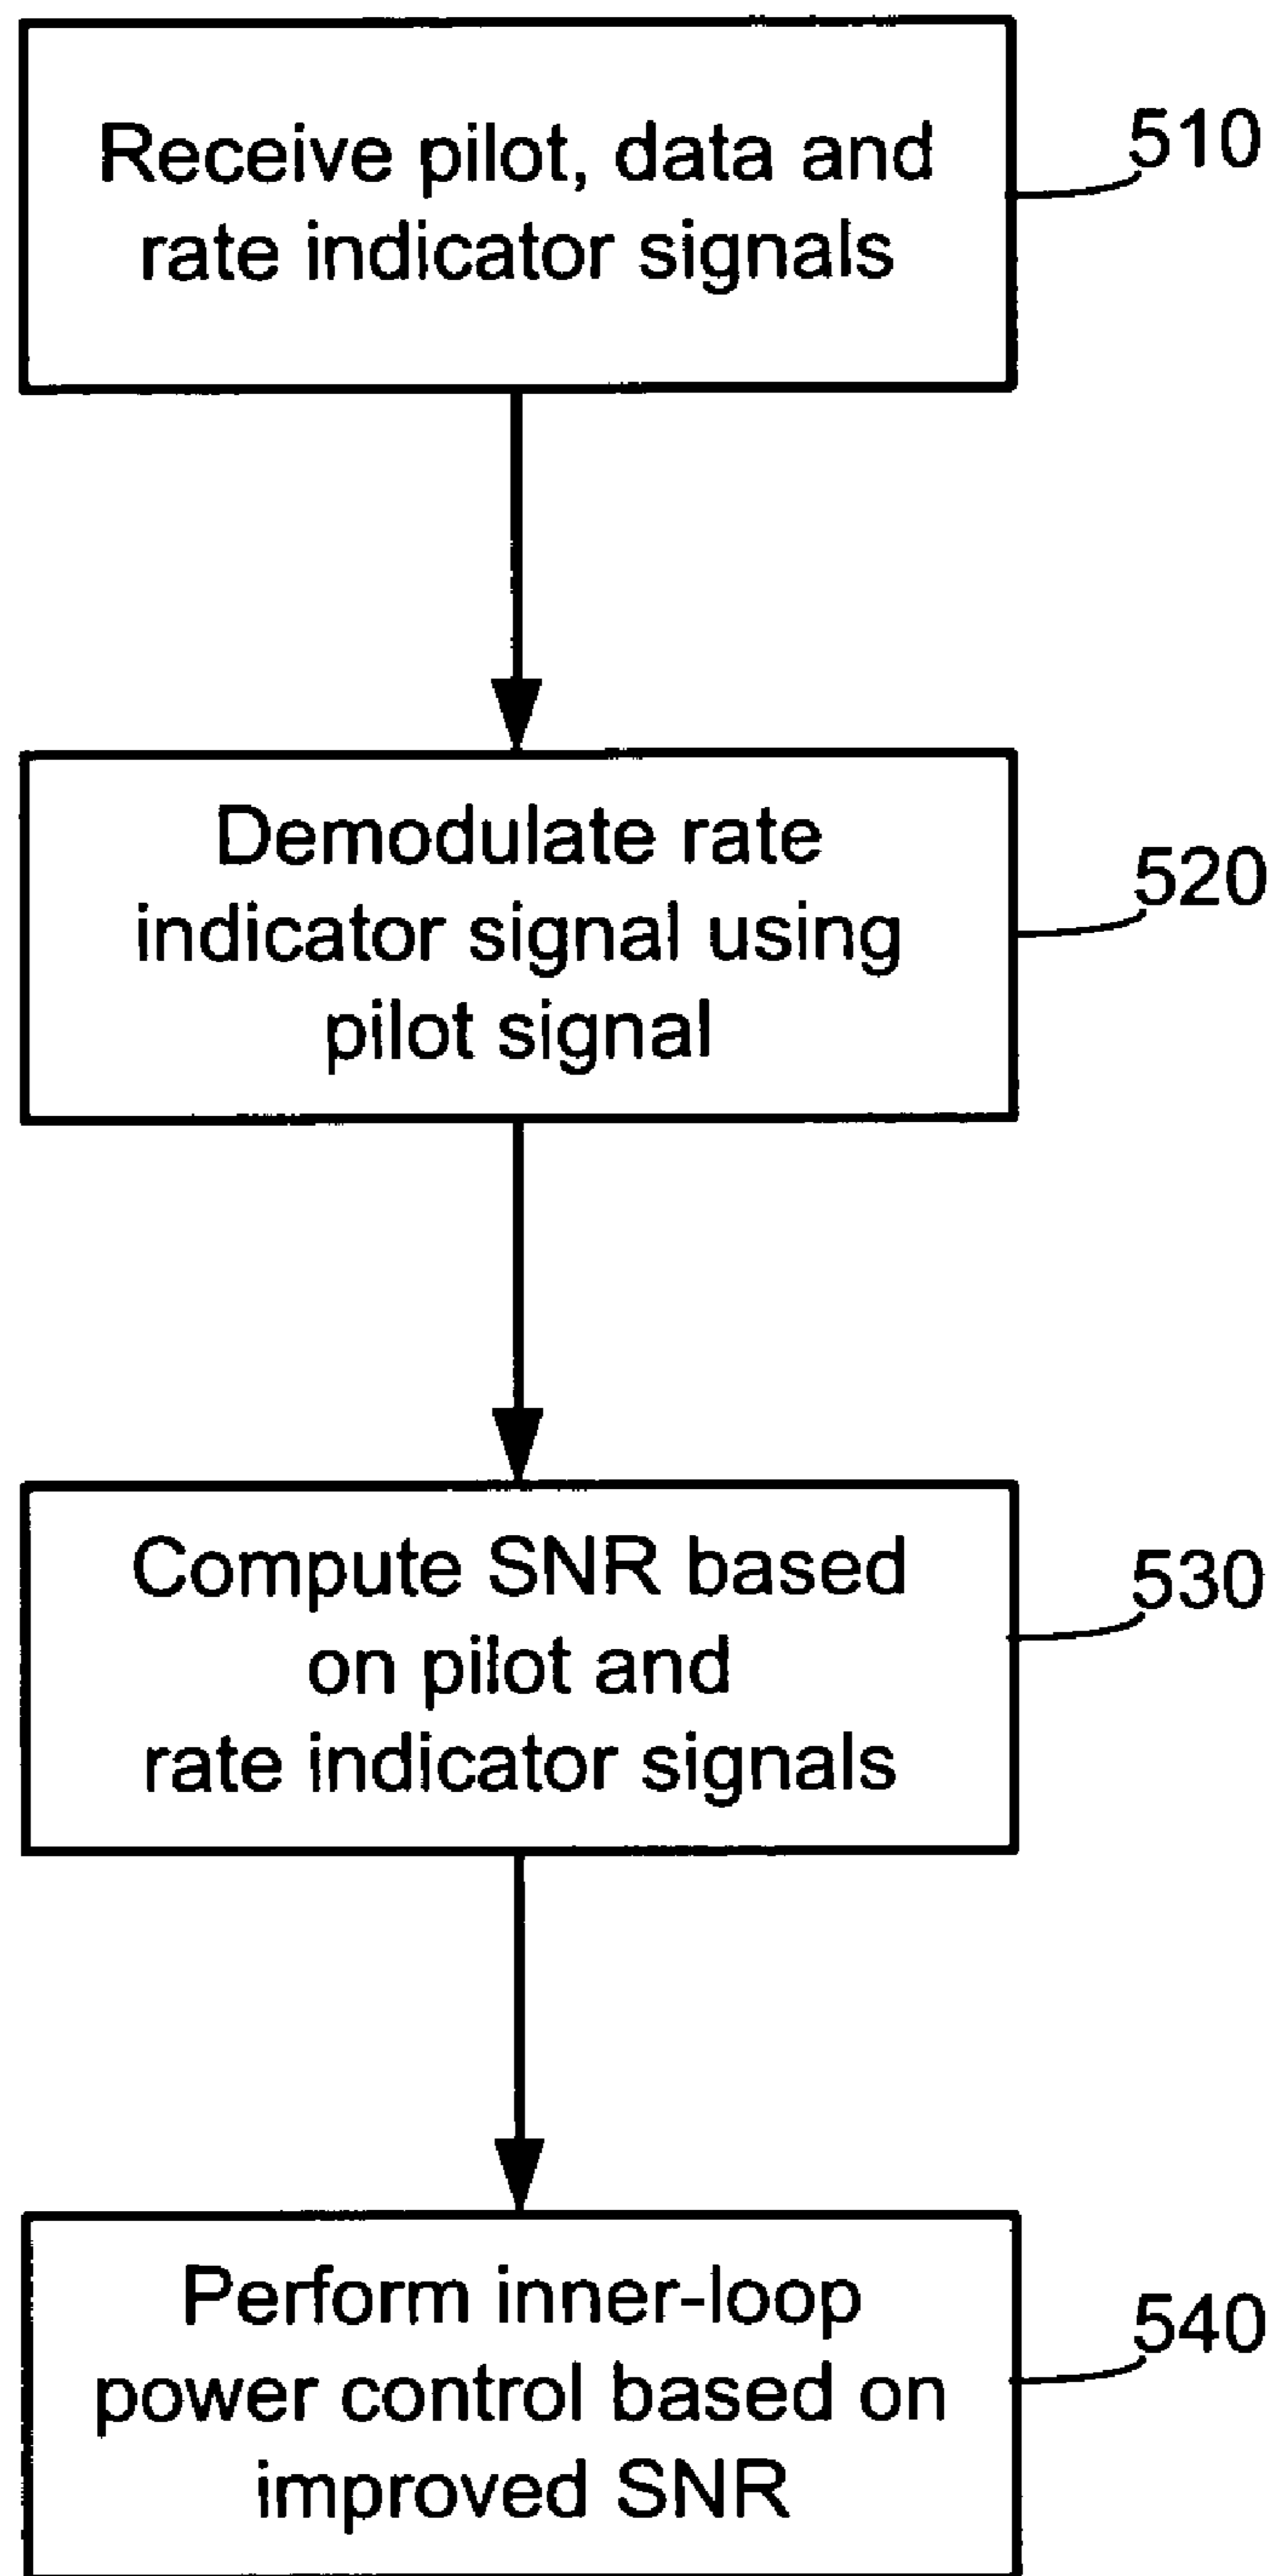 Receive pilot, data and
rate indicator signals
510
Demodulate rate
indicator signal using
pilot signal
520
Compute SNR based
on pilot and
rate indicator signals
530
Perform inner-loop
power control based on
improved SNR
540